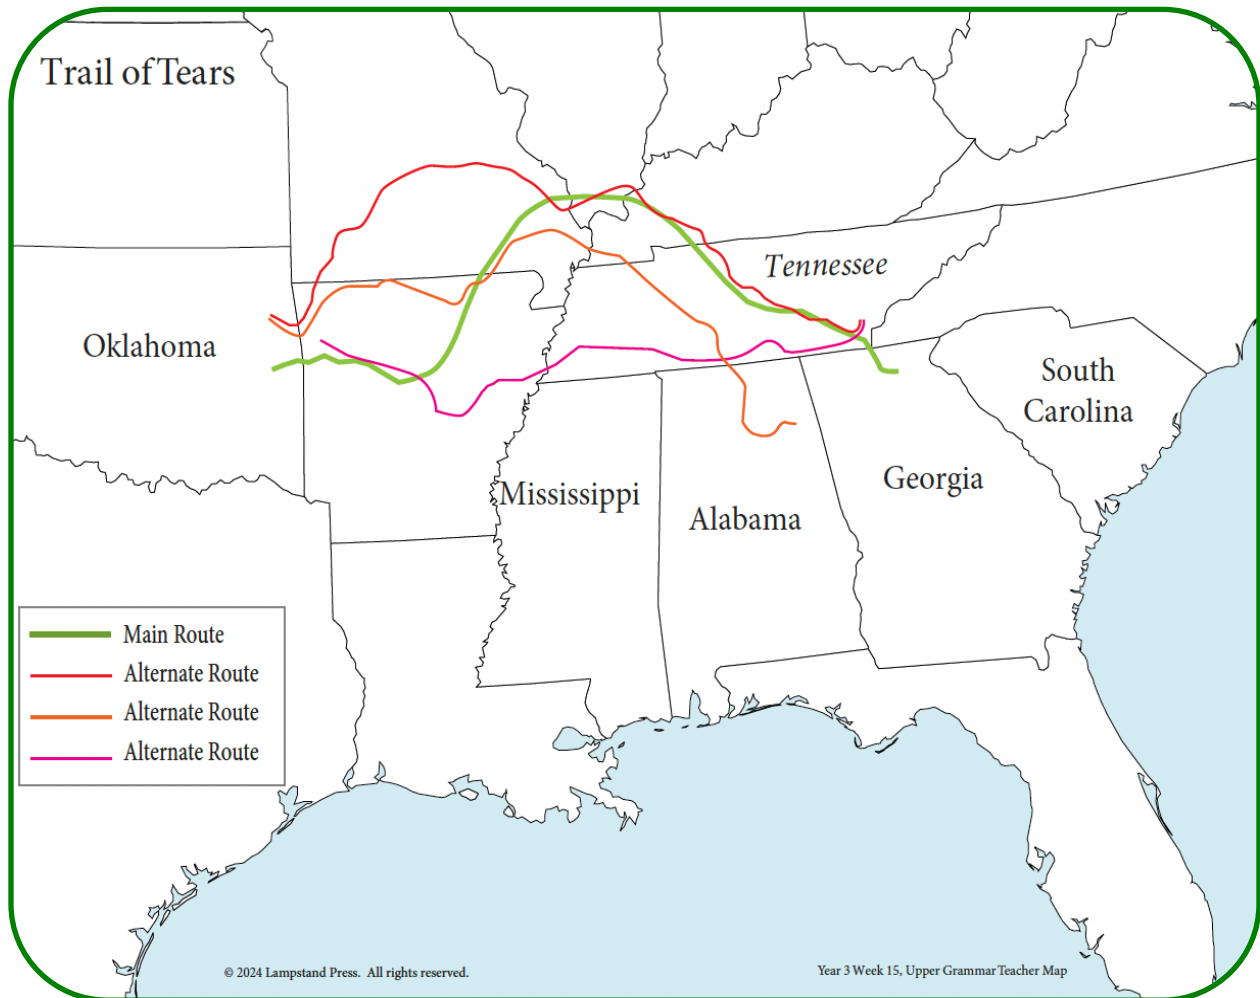 Trail of Tears
Tennessee
Oklahoma
South
Carolina
Georgia
Mississippi
Alabama
Main Route
Alternate Route
Alternate Route
Alternate Route
© 2024 Lampstand Press. All rights reserved.
Year 3 Week 15, Upper Grammar Teacher Map